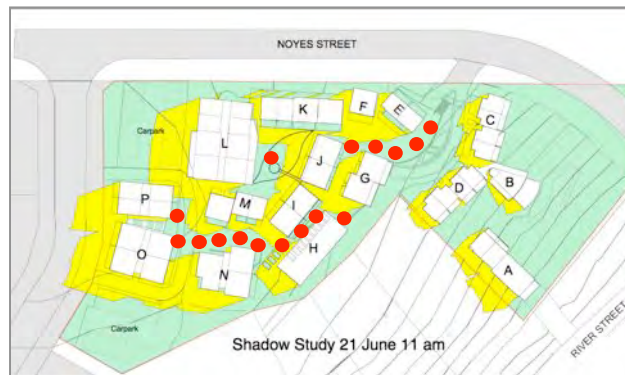 NOYES STREET
K
F
E
C
Carpark
L
J
G
B
D
P
M
I
A
O
N
H
Carpark
Shadow Study 21 June 11 am
RIVER STREET